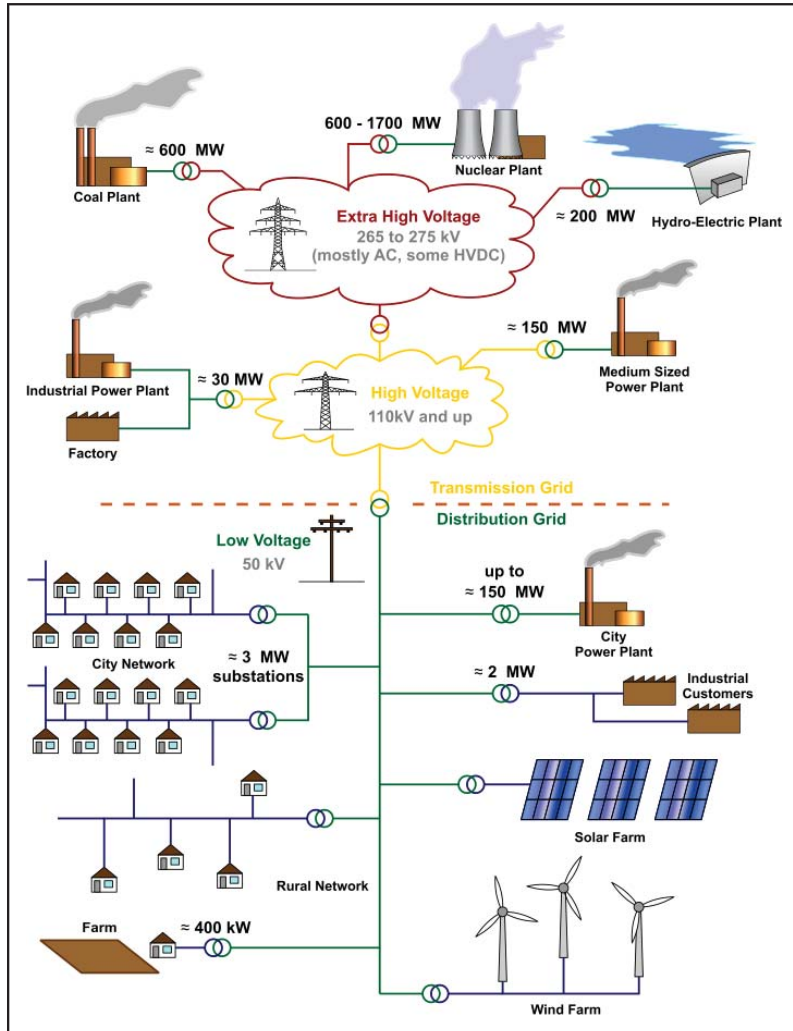 600 - 1700 MW
≈ 600 MW
Nuclear Plant
Coal Plant
Extra High Voltage
265 to 275 kV
(mostly AC, some HVDC)
≈ 200 MW
Hydro-Electric Plant
≈ 150 MW
Medium Sized
Power Plant
Industrial Power Plant
≈ 30 MW
High Voltage
110kV and up
Factory
Transmission Grid
Distribution Grid
Low Voltage
50 kV
up to
≈ 150 MW
City
Power Plant
City Network
≈ 3 MW
substations
≈ 2 MW
Industrial
Customers
Solar Farm
Rural Network
Farm
≈ 400 kW
Wind Farm